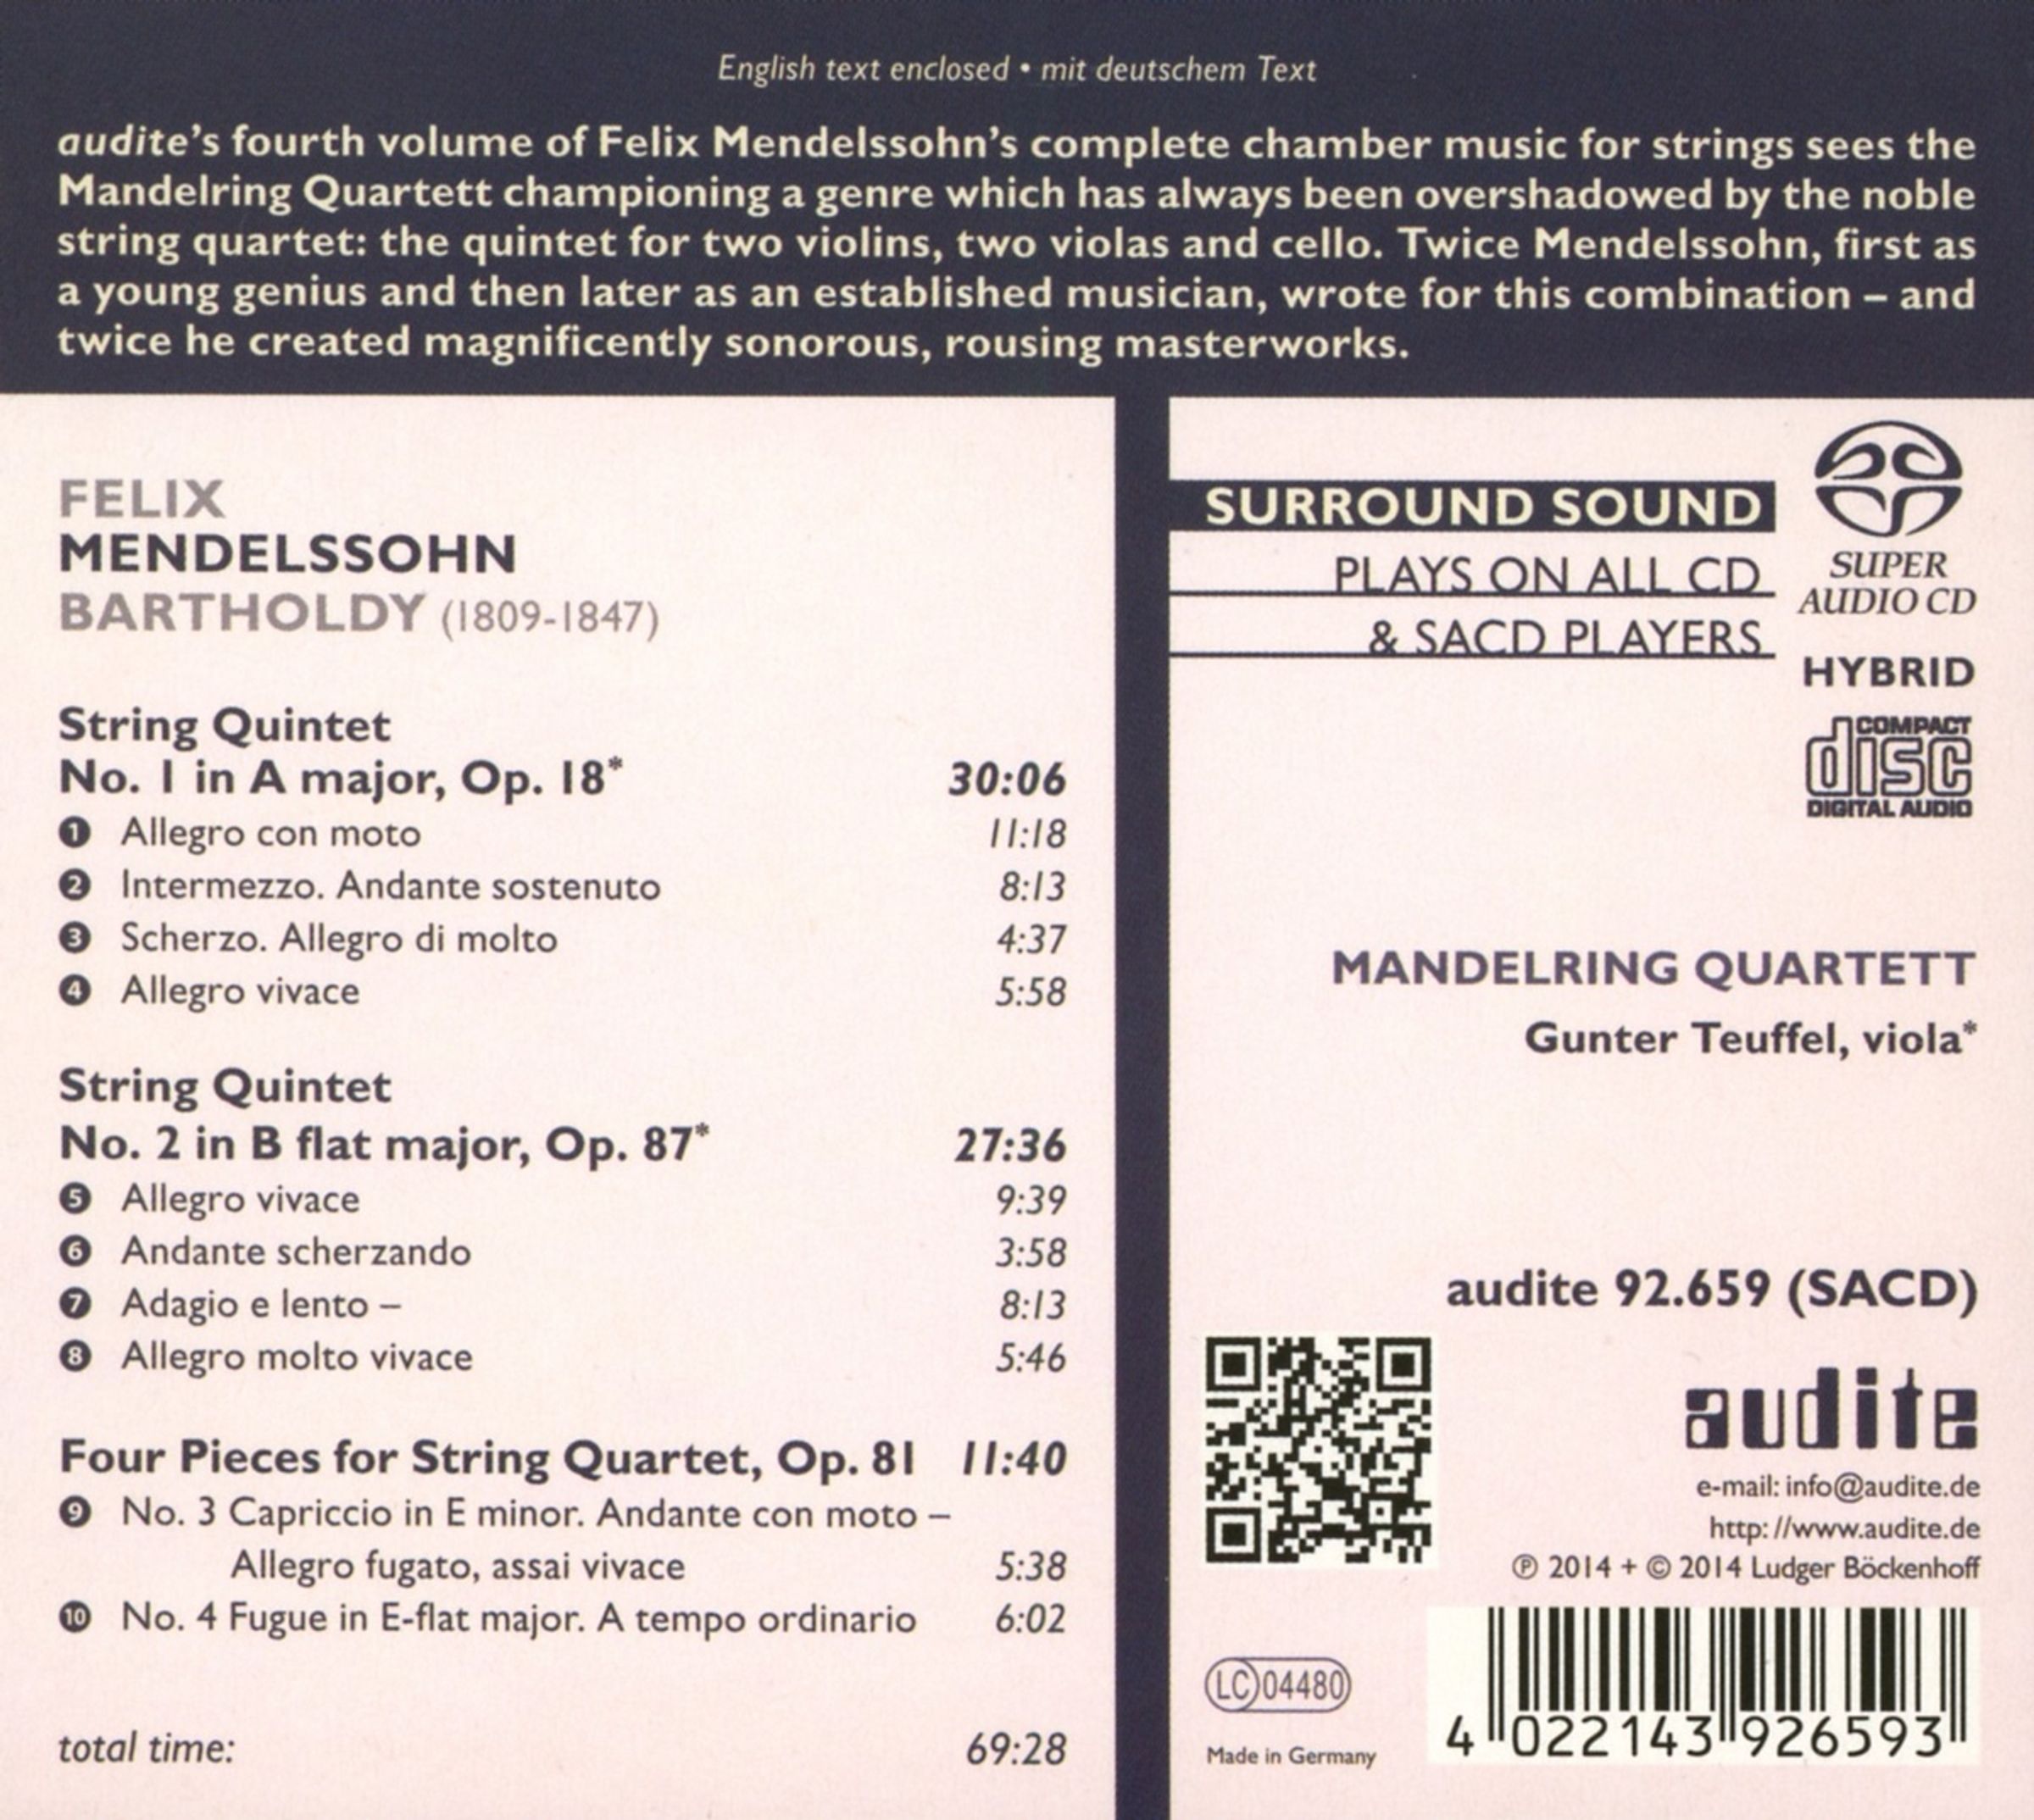 English text enclosed • mit deutschem Text
audite's fourth volume of Felix Mendelssohn's complete chamber music for strings sees the
Mandelring Quartett championing a genre which has always been overshadowed by the noble
string quartet: the quintet for two violins, two violas and cello. Twice Mendelssohn, first as
a young genius and then later as an established musician, wrote for this combination – and
twice he created magnificently sonorous, rousing masterworks.
FELIX
MENDELSSOHN
BARTHOLDY (1809-1847)
String Quintet
No. 1 in A major, Op. 18* 30:06
1 Allegro con moto 11:18
2 Intermezzo. Andante sostenuto 8:13
3 Scherzo. Allegro di molto 4:37
4 Allegro vivace 5:58
String Quintet
No. 2 in B flat major, Op. 87* 27:36
5 Allegro vivace 9:39
6 Andante scherzando 3:58
7 Adagio e lento – 8:13
8 Allegro molto vivace 5:46
Four Pieces for String Quartet, Op. 81 11:40
9 No. 3 Capriccio in E minor. Andante con moto –
Allegro fugato, assai vivace 5:38
10 No. 4 Fugue in E-flat major. A tempo ordinario 6:02
total time: 69:28
SURROUND SOUND
PLAYS ON ALL CD
& SACD PLAYERS
SUPER
AUDIO CD
HYBRID
COMPACT
disc
DIGITAL AUDIO
MANDELRING QUARTETT
Gunter Teuffel, viola*
audite 92.659 (SACD)
audite
e-mail: info@audite.de
http: //www.audite.de
℗ 2014 + © 2014 Ludger Böckenhoff
LC 04480
Made in Germany
4 022143 926593